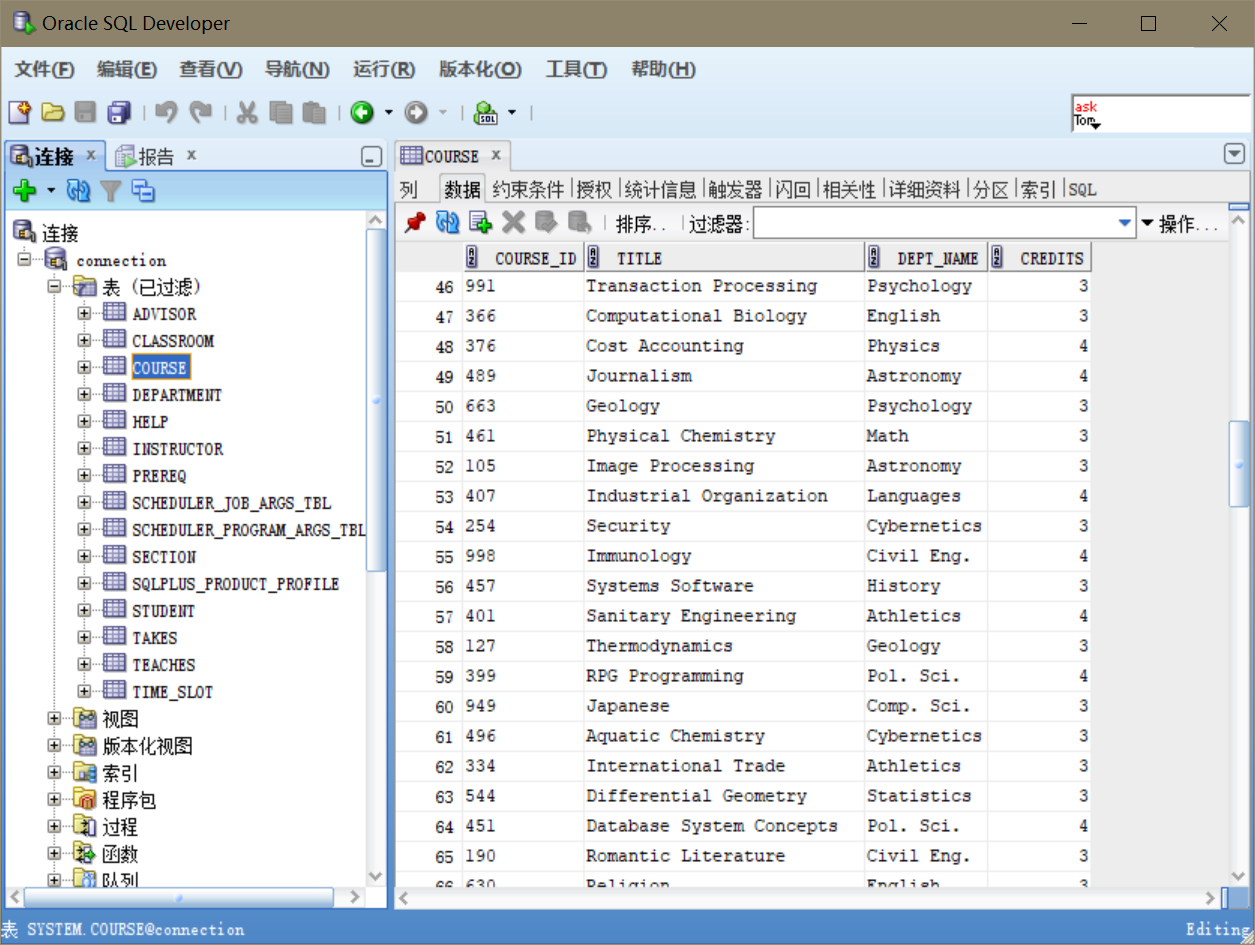 Oracle SQL Developer
文件(F) 编辑(E) 查看(V) 导航(N) 运行(R) 版本化(O) 工具(T) 帮助(H)
SQL
ask
Tom
连接 报告
连接
connection
表 (已过滤)
ADVISOR
CLASSROOM
COURSE
DEPARTMENT
HELP
INSTRUCTOR
PREREQ
SCHEDULER_JOB_ARGS_TBL
SCHEDULER_PROGRAM_ARGS_TBL
SECTION
SQLPLUS_PRODUCT_PROFILE
STUDENT
TAKES
TEACHES
TIME_SLOT
视图
版本化视图
索引
程序包
过程
函数
队列
COURSE
列 数据 约束条件 授权 统计信息 触发器 闪回 相关性 详细资料 分区 索引 SQL
排序.. 过滤器: 操作...
COURSE_ID TITLE DEPT_NAME CREDITS
46 991 Transaction Processing Psychology 3
47 366 Computational Biology English 3
48 376 Cost Accounting Physics 4
49 489 Journalism Astronomy 4
50 663 Geology Psychology 3
51 461 Physical Chemistry Math 3
52 105 Image Processing Astronomy 3
53 407 Industrial Organization Languages 4
54 254 Security Cybernetics 3
55 998 Immunology Civil Eng. 4
56 457 Systems Software History 3
57 401 Sanitary Engineering Athletics 4
58 127 Thermodynamics Geology 3
59 399 RPG Programming Pol. Sci. 4
60 949 Japanese Comp. Sci. 3
61 496 Aquatic Chemistry Cybernetics 3
62 334 International Trade Athletics 3
63 544 Differential Geometry Statistics 3
64 451 Database System Concepts Pol. Sci. 4
65 190 Romantic Literature Civil Eng. 3
66 630 Religion English 3
表 SYSTEM.COURSE@connection Editing